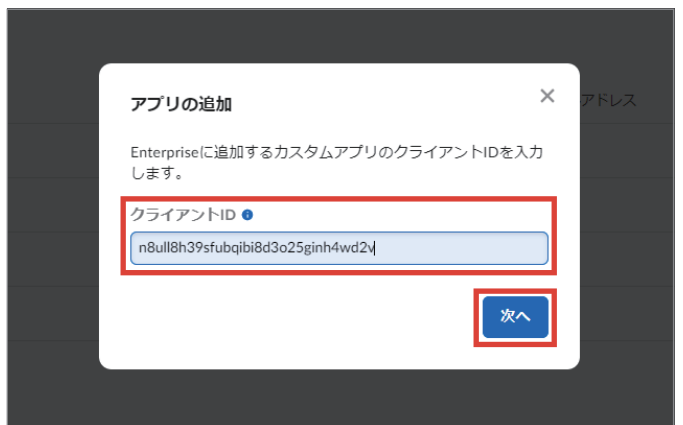 アプリの追加
アドレス
Enterpriseに追加するカスタムアプリのクライアントIDを入力
します。
クライアントID
n8ull8h39sfubqibi8d3o25ginh4wd2v
次へ